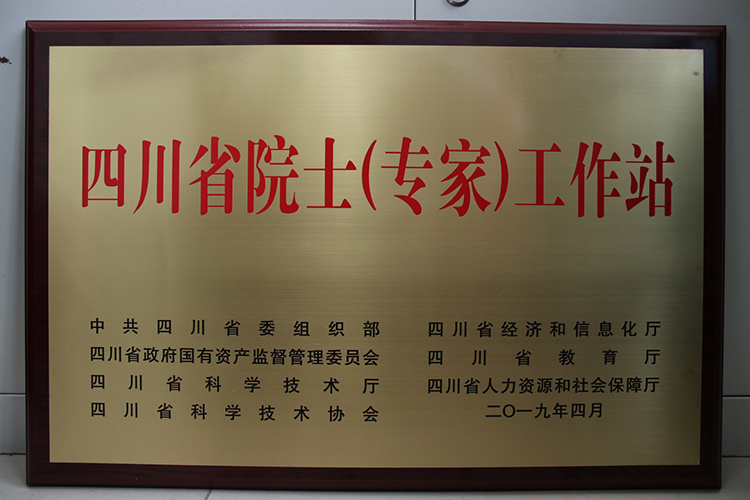 四川省院士(专家)工作站
中共四川省委组织部
四川省政府国有资产监督管理委员会
四川省科学技术厅
四川省科学技术协会
四川省经济和信息化厅
四川省教育厅
四川省人力资源和社会保障厅
二〇一九年四月